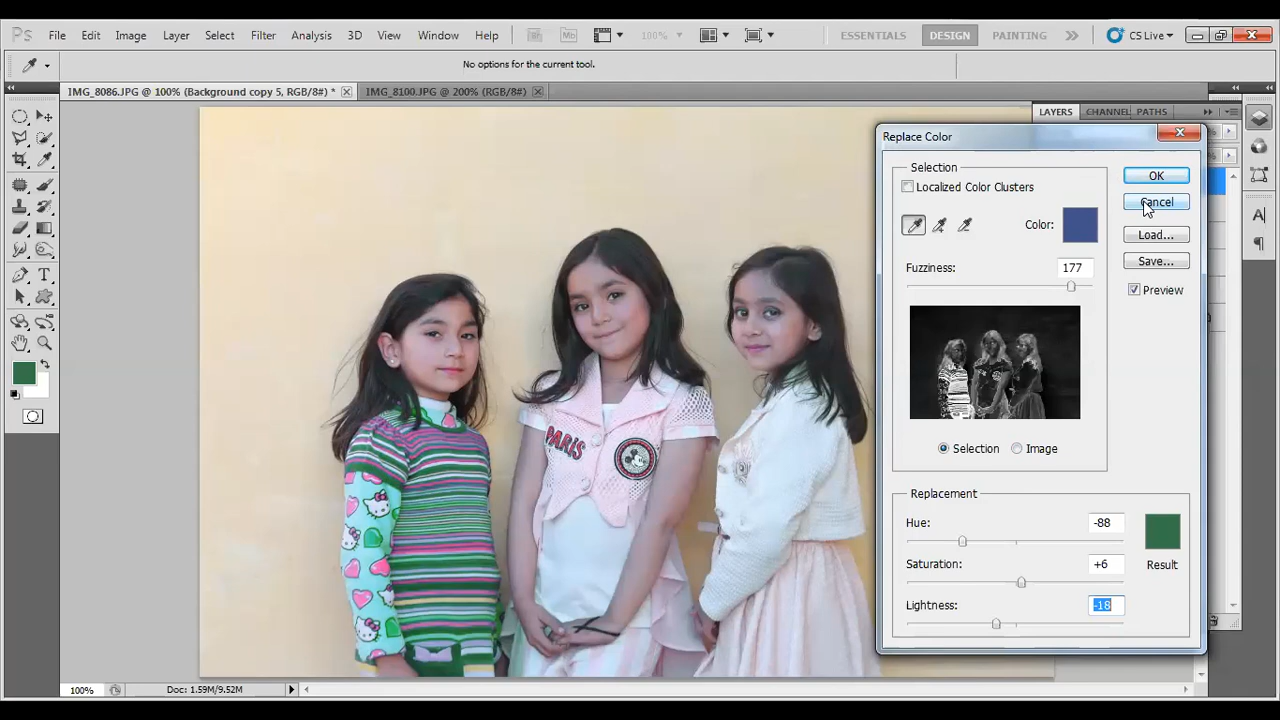 Ps File Edit Image Layer Select Filter Analysis 3D View Window Help Mb 100% ESSENTIALS DESIGN PAINTING CS Live
No options for the current tool.
IMG_8086.JPG @ 100% (Background copy 5, RGB/8#) * IMG_8100.JPG @ 200% (RGB/8#)
LAYERS CHANNEL PATHS
Replace Color
Selection
Localized Color Clusters
Color:
Fuzziness: 177
Selection Image
Replacement
Hue: -88
Saturation: +6
Result
Lightness: -18
OK
Cancel
Load...
Save...
Preview
PARIS
100% Doc: 1.59M/9.52M